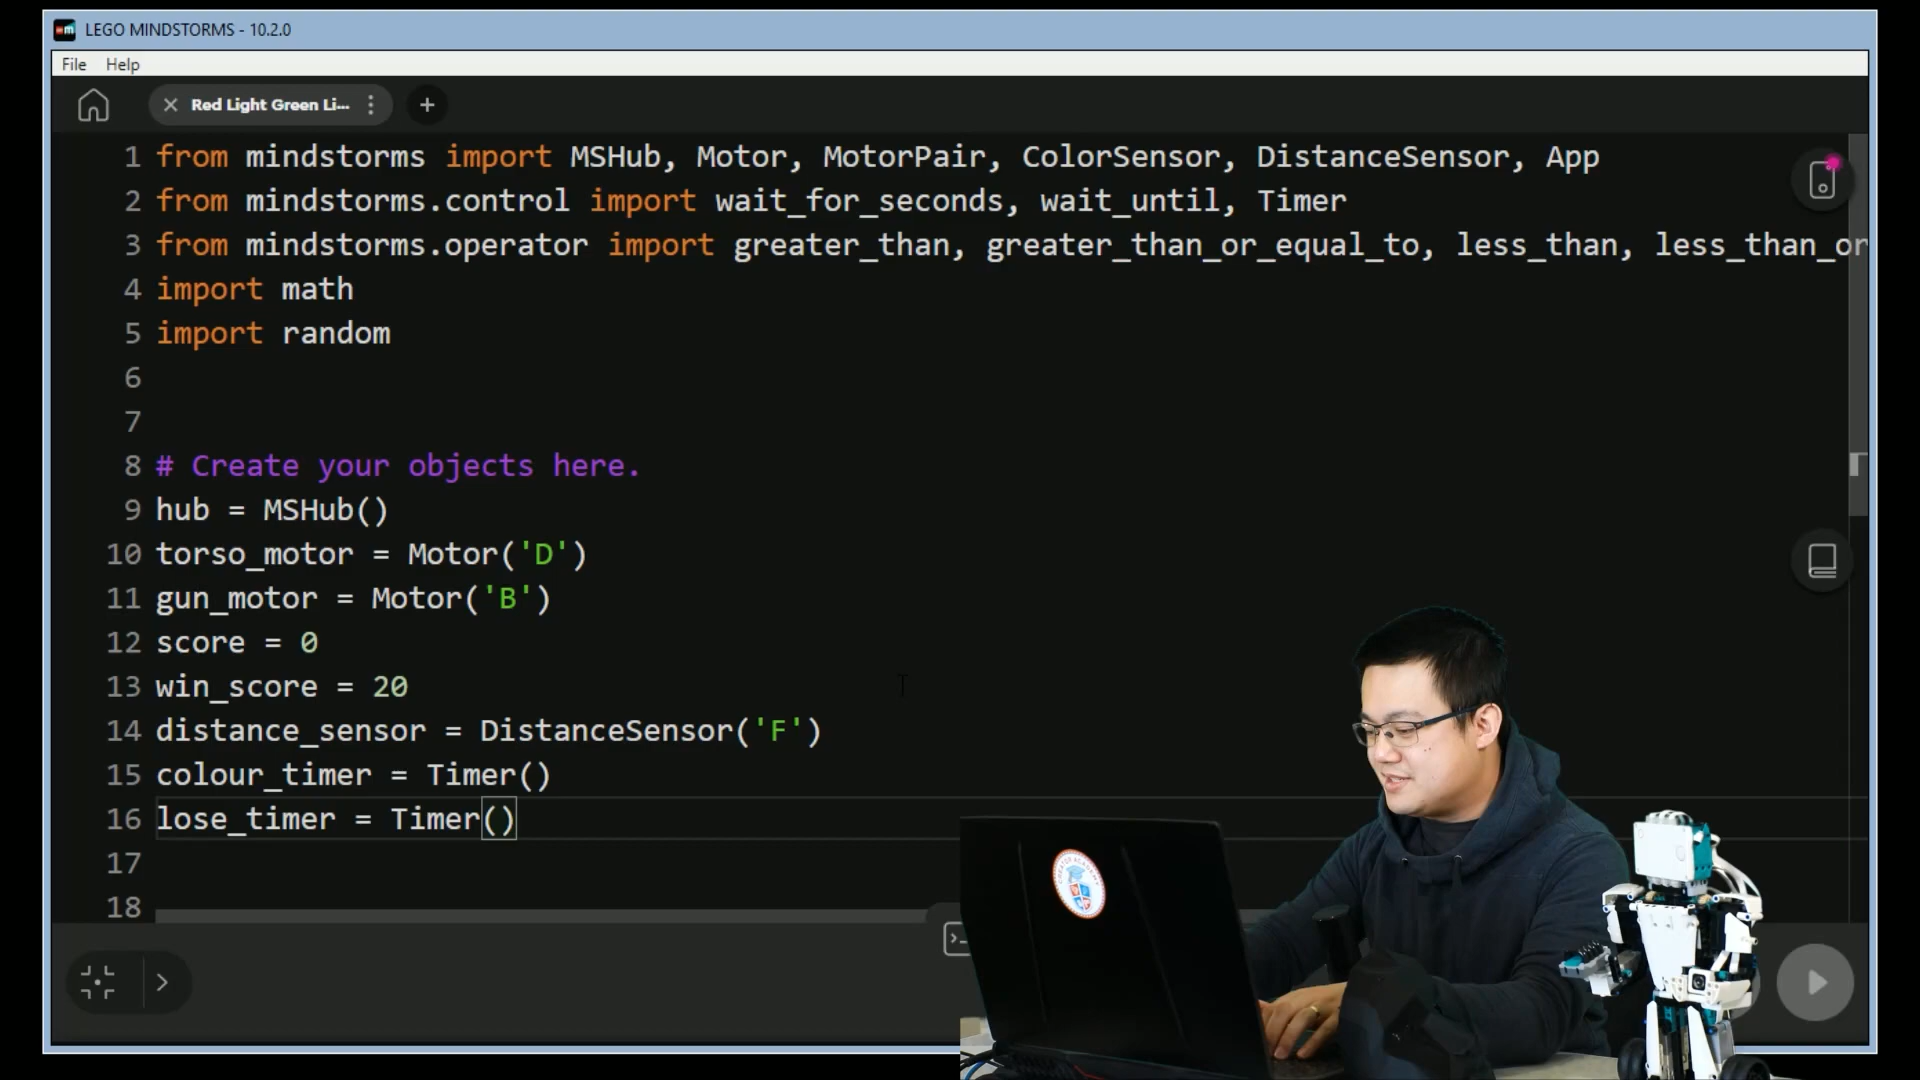 LEGO MINDSTORMS - 10.2.0
File Help
Red Light Green Li...
1 from mindstorms import MSHub, Motor, MotorPair, ColorSensor, DistanceSensor, App
2 from mindstorms.control import wait_for_seconds, wait_until, Timer
3 from mindstorms.operator import greater_than, greater_than_or_equal_to, less_than, less_than_or
4 import math
5 import random
6
7
8 # Create your objects here.
9 hub = MSHub()
10 torso_motor = Motor('D')
11 gun_motor = Motor('B')
12 score = 0
13 win_score = 20
14 distance_sensor = DistanceSensor('F')
15 colour_timer = Timer()
16 lose_timer = Timer()
17
18